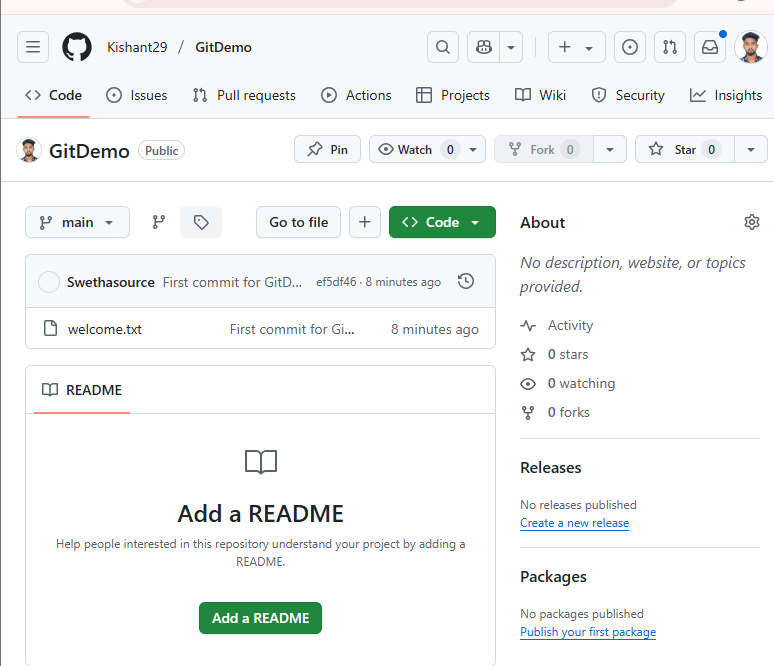 Kishant29 / GitDemo
Code Issues Pull requests Actions Projects Wiki Security Insights
GitDemo Public Pin Watch 0 Fork 0 Star 0
main Go to file Code
Swethasource First commit for GitD... ef5df46 · 8 minutes ago
welcome.txt First commit for Gi... 8 minutes ago
README
Add a README
Help people interested in this repository understand your project by adding a
README.
Add a README
About
No description, website, or topics
provided.
Activity
0 stars
0 watching
0 forks
Releases
No releases published
Create a new release
Packages
No packages published
Publish your first package